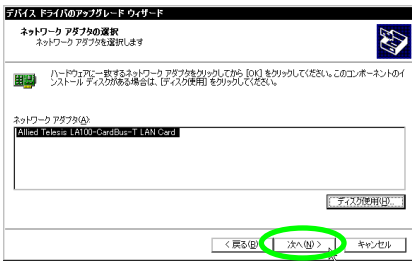 デバイス ドライバのアップグレード ウィザード
ネットワーク アダプタの選択
ネットワーク アダプタを選択します
ハードウェアに一致するネットワーク アダプタをクリックしてから [OK] をクリックしてください。このコンポーネントのイ
ンストール ディスクがある場合は、[ディスク使用] をクリックしてください。
ネットワーク アダプタ(A):
Allied Telesis LA100-CardBus-T LAN Card
ディスク使用(H)...
< 戻る(B)
次へ(N) >
キャンセル